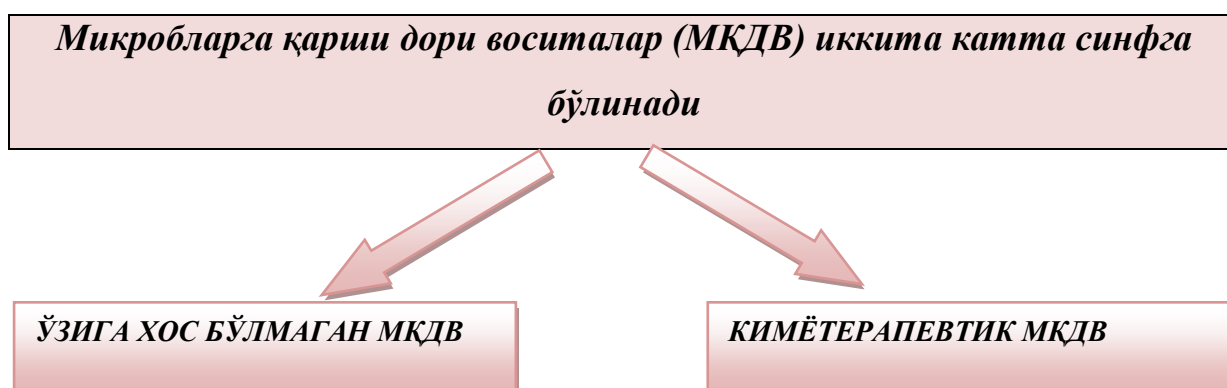 Микробларга қарши дори воситалар (МҚДВ) иккита катта синфга
бўлинади
ЎЗИГА ХОС БЎЛМАГАН МҚДВ
КИМЁТЕРАПЕВТИК МҚДВ